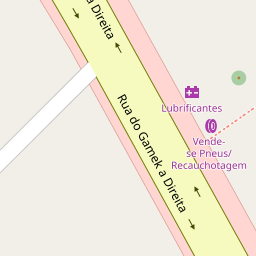 a Direita
Lubrificantes
Vende-
se Pneus/
Recauchotagem
Rua do Gamek a Direita